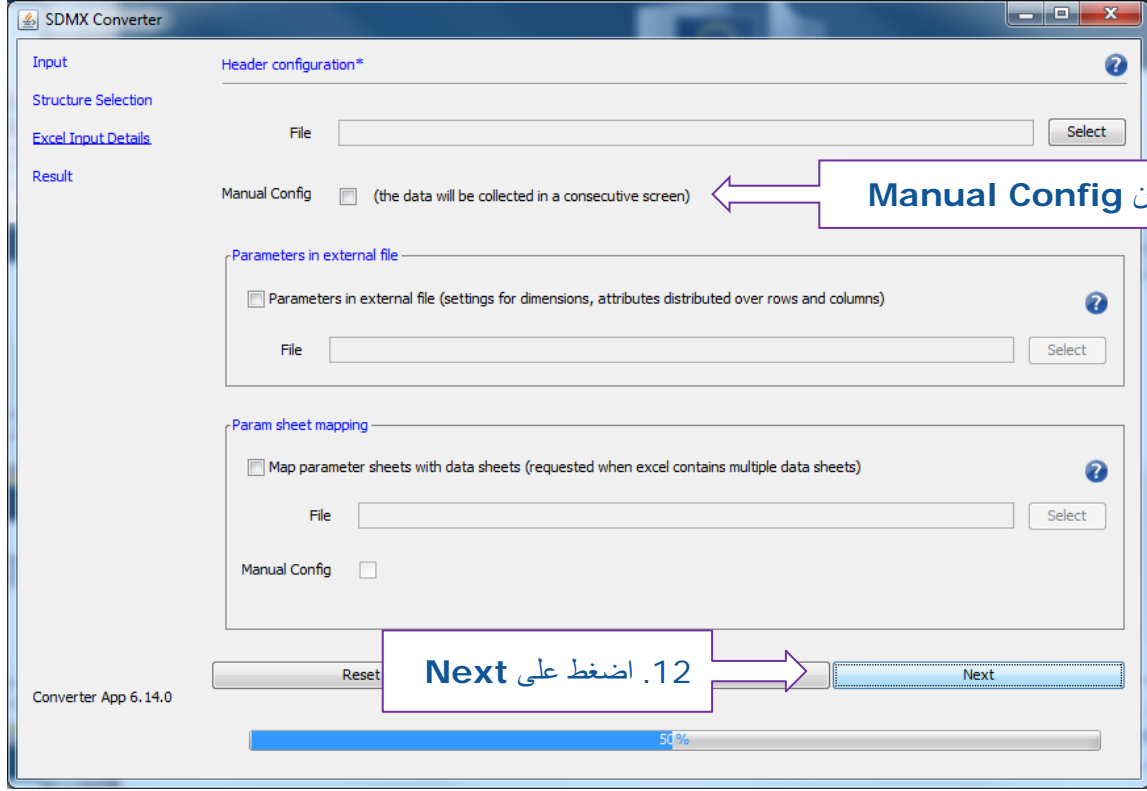 SDMX Converter
Input
Structure Selection
Excel Input Details
Result
Header configuration*
File
Select
Manual Config (the data will be collected in a consecutive screen)
Manual Config
Parameters in external file
Parameters in external file (settings for dimensions, attributes distributed over rows and columns)
File
Select
Param sheet mapping
Map parameter sheets with data sheets (requested when excel contains multiple data sheets)
File
Select
Manual Config
Reset
12. اضغط على Next
Next
Converter App 6.14.0
50%